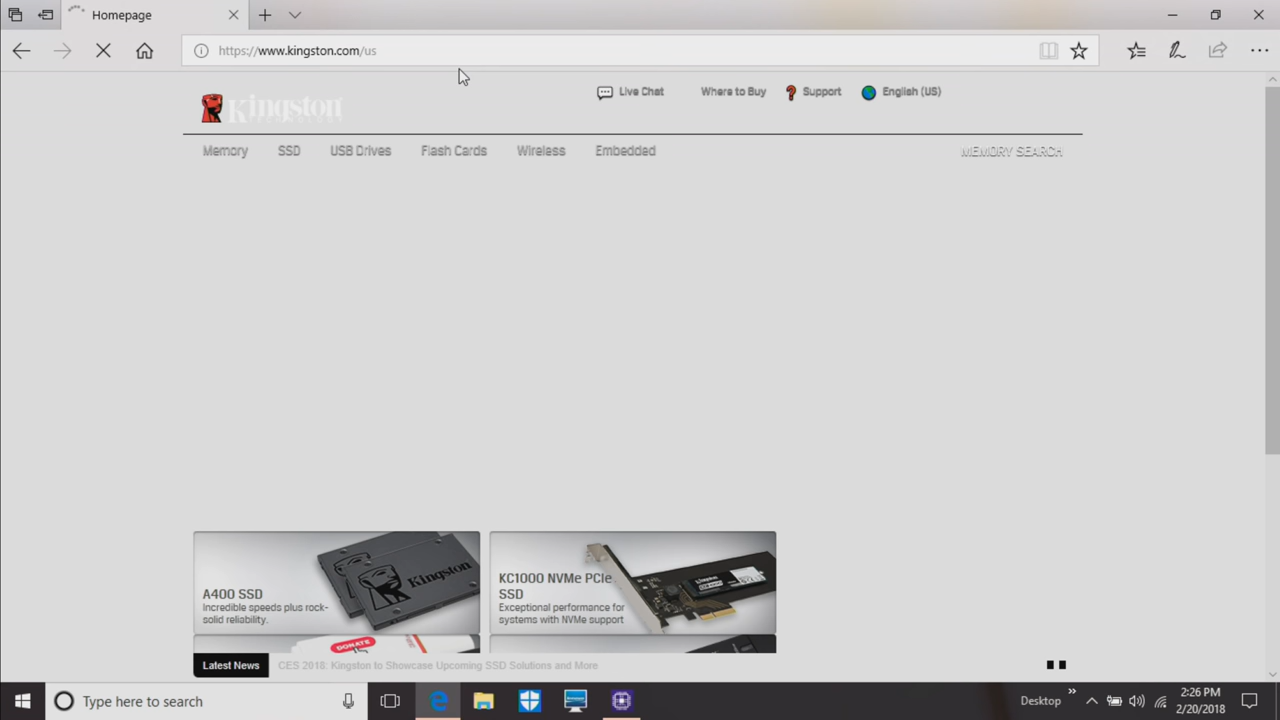 Homepage
https://www.kingston.com/us
Kingston
Live Chat
Where to Buy
Support
English (US)
Memory
SSD
USB Drives
Flash Cards
Wireless
Embedded
MEMORY SEARCH
A400 SSD
Incredible speeds plus rock-
solid reliability.
Kingston
KC1000 NVMe PCIe
SSD
Exceptional performance for
systems with NVMe support
Kingston
DONATE
Latest News
CES 2018: Kingston to Showcase Upcoming SSD Solutions and More
Type here to search
Desktop
2:26 PM
2/20/2018